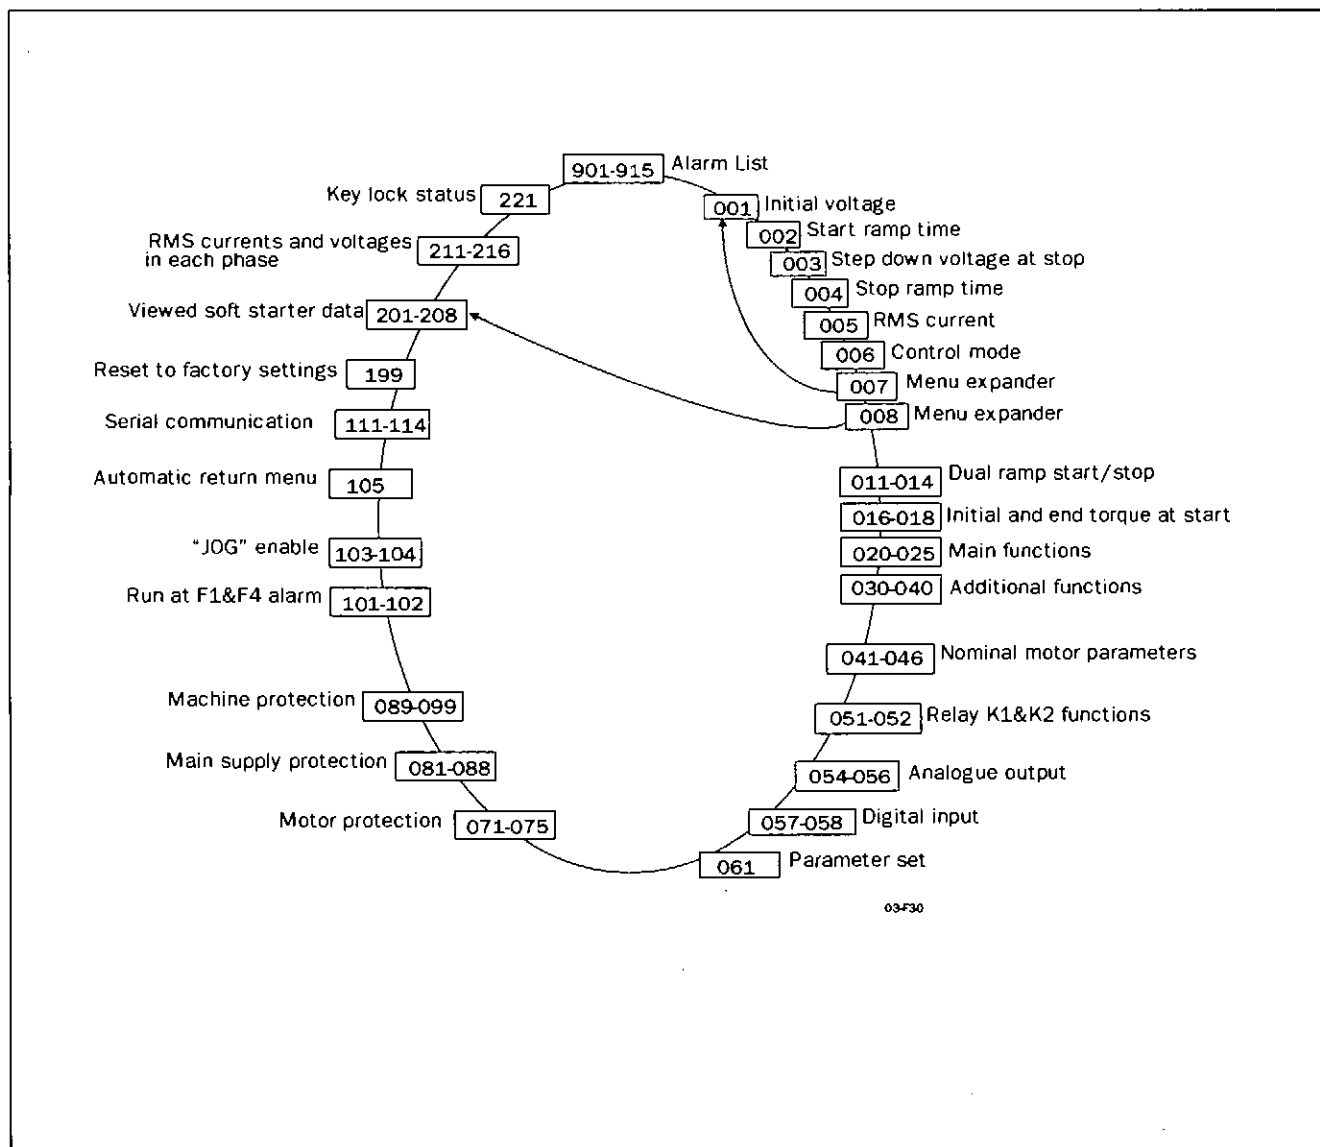 901-915 Alarm List
001 Initial voltage
002 Start ramp time
003 Step down voltage at stop
004 Stop ramp time
005 RMS current
006 Control mode
007 Menu expander
008 Menu expander
011-014 Dual ramp start/stop
016-018 Initial and end torque at start
020-025 Main functions
030-040 Additional functions
041-046 Nominal motor parameters
051-052 Relay K1&K2 functions
054-056 Analogue output
057-058 Digital input
061 Parameter set
Motor protection 071-075
Main supply protection 081-088
Machine protection 089-099
Run at F1&F4 alarm 101-102
"JOG" enable 103-104
Automatic return menu 105
Serial communication 111-114
Reset to factory settings 199
Viewed soft starter data 201-208
RMS currents and voltages
in each phase 211-216
Key lock status 221
03-F30